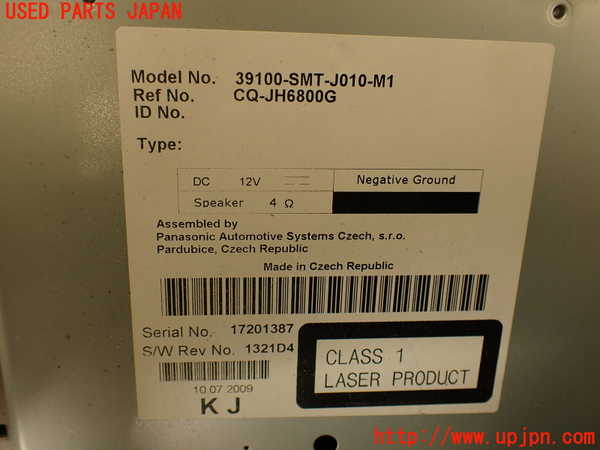 USED PARTS JAPAN
Model No. 39100-SMT-J010-M1
Ref No. CQ-JH6800G
ID No.
Type:
DC 12V Negative Ground
Speaker 4 Ω
Assembled by
Panasonic Automotive Systems Czech, s.r.o.
Pardubice, Czech Republic
Made in Czech Republic
Serial No. 17201387
S/W Rev No. 1321D4
CLASS 1
LASER PRODUCT
10.07.2009
KJ
http://www.upjpn.com/